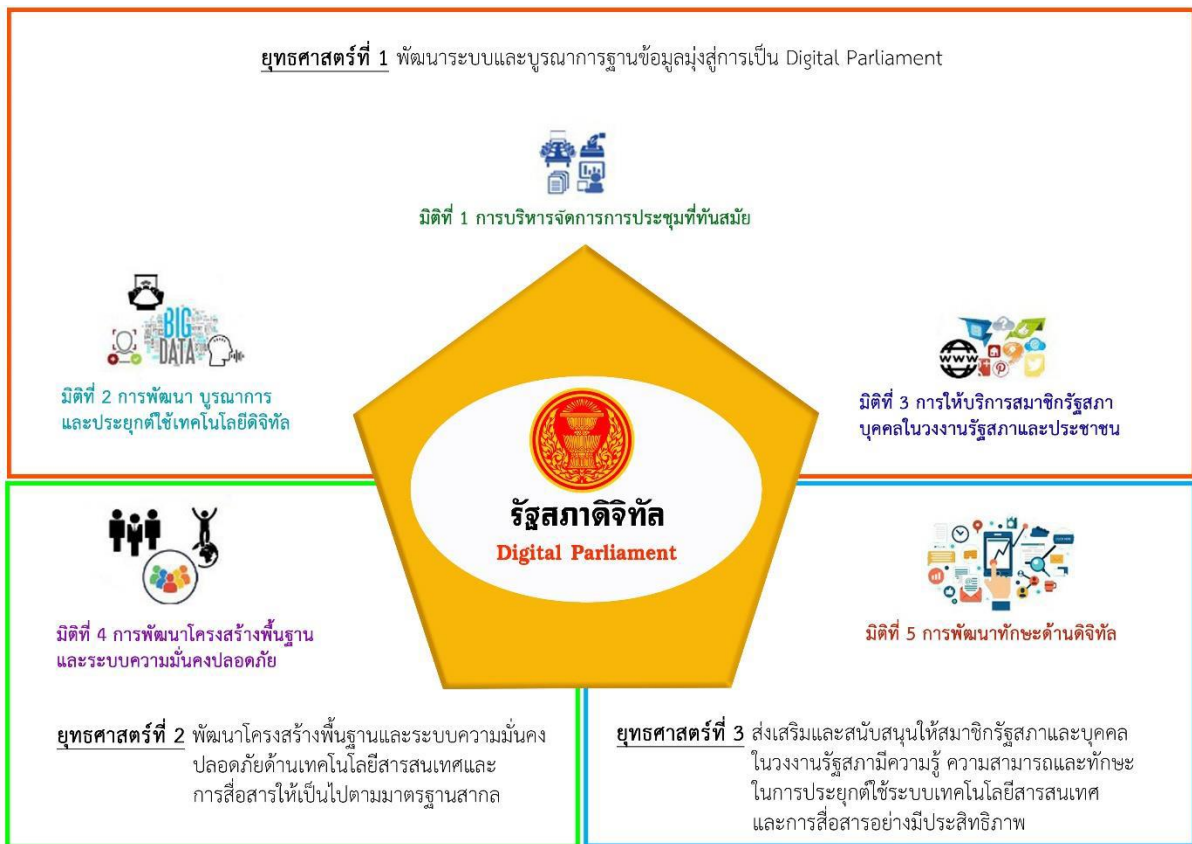 ยุทธศาสตร์ที่ 1 พัฒนาระบบและบูรณาการฐานข้อมูลมุ่งสู่การเป็น Digital Parliament
มิติที่ 1 การบริหารจัดการการประชุมที่ทันสมัย
BIG
DATA
มิติที่ 2 การพัฒนา บูรณาการ
และประยุกต์ใช้เทคโนโลยีดิจิทัล
www
มิติที่ 3 การให้บริการสมาชิกรัฐสภา
บุคคลในวงงานรัฐสภาและประชาชน
รัฐสภาดิจิทัล
Digital Parliament
มิติที่ 4 การพัฒนาโครงสร้างพื้นฐาน
และระบบความมั่นคงปลอดภัย
มิติที่ 5 การพัฒนาทักษะด้านดิจิทัล
ยุทธศาสตร์ที่ 2 พัฒนาโครงสร้างพื้นฐานและระบบความมั่นคง
ปลอดภัยด้านเทคโนโลยีสารสนเทศและ
การสื่อสารให้เป็นไปตามมาตรฐานสากล
ยุทธศาสตร์ที่ 3 ส่งเสริมและสนับสนุนให้สมาชิกรัฐสภาและบุคคล
ในวงงานรัฐสภามีความรู้ ความสามารถและทักษะ
ในการประยุกต์ใช้ระบบเทคโนโลยีสารสนเทศ
และการสื่อสารอย่างมีประสิทธิภาพ